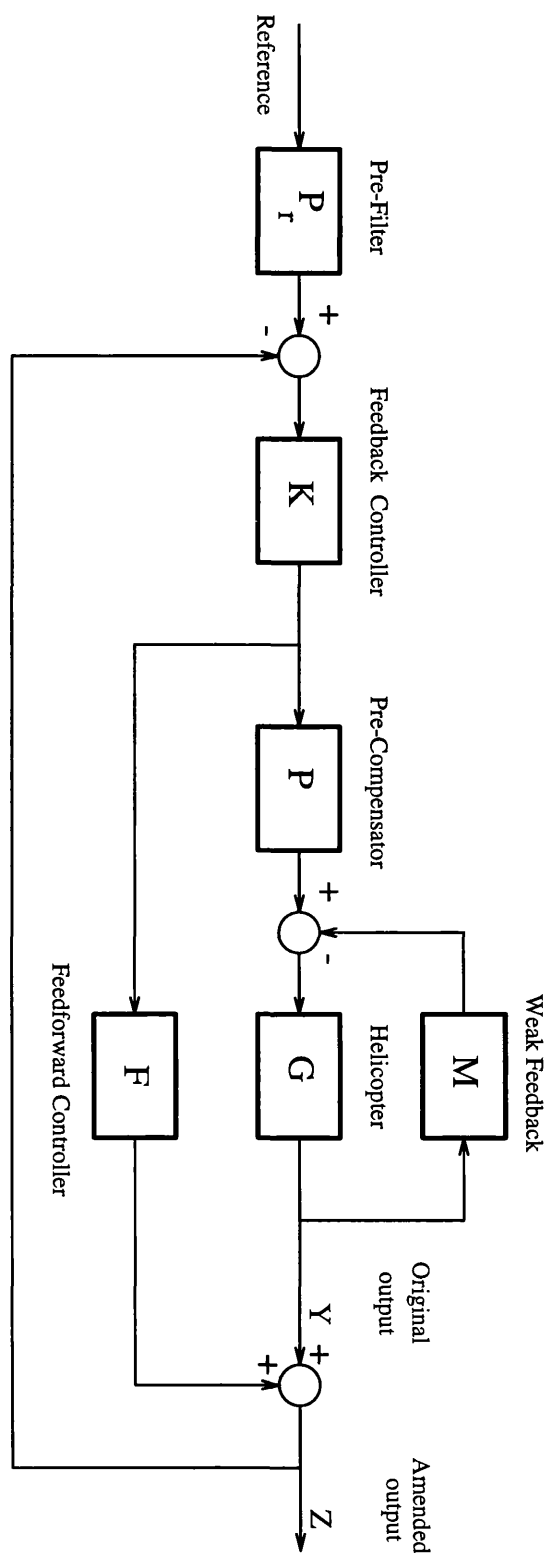 Weak Feedback
M
Pre-Filter
Feedback Controller
Pre-Compensator
Helicopter
Original
output
Amended
output
Reference
P r
+
-
K
P
+
-
G
Y
+
+
Z
F
Feedforward Controller